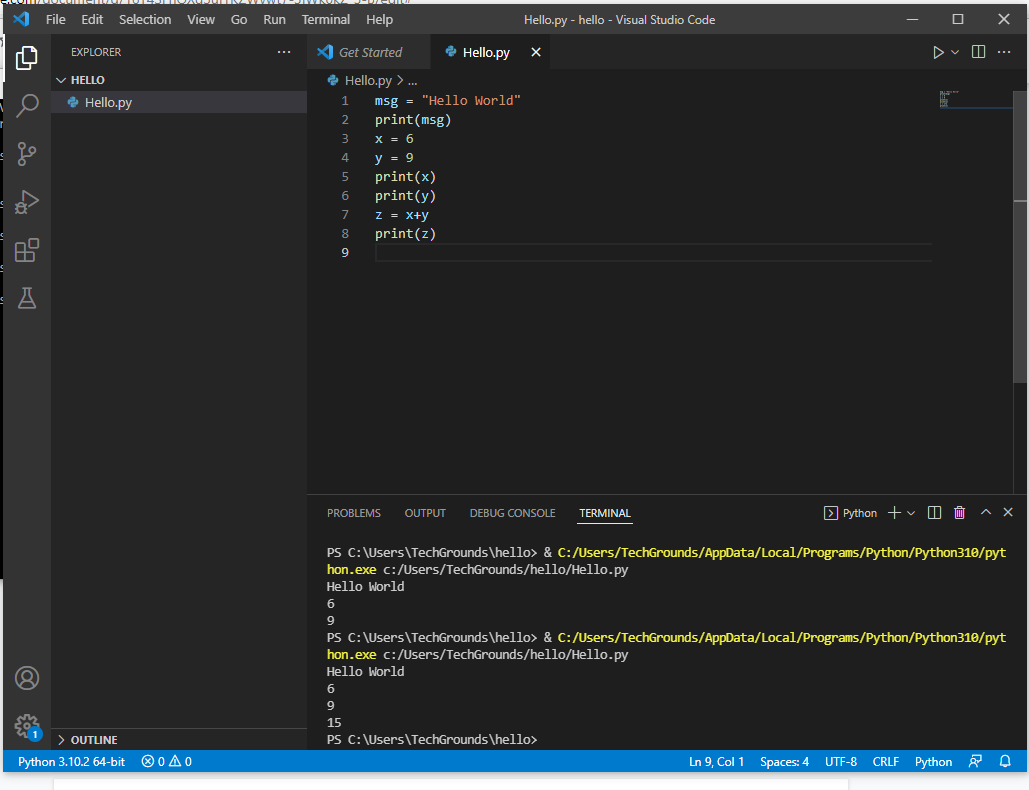 File Edit Selection View Go Run Terminal Help Hello.py - hello - Visual Studio Code
EXPLORER
HELLO
Hello.py
Get Started Hello.py
Hello.py > ...
1 msg = "Hello World"
2 print(msg)
3 x = 6
4 y = 9
5 print(x)
6 print(y)
7 z = x+y
8 print(z)
9
PROBLEMS OUTPUT DEBUG CONSOLE TERMINAL Python
PS C:\Users\TechGrounds\hello> & C:/Users/TechGrounds/AppData/Local/Programs/Python/Python310/pyt
hon.exe c:/Users/TechGrounds/hello/Hello.py
Hello World
6
9
PS C:\Users\TechGrounds\hello> & C:/Users/TechGrounds/AppData/Local/Programs/Python/Python310/pyt
hon.exe c:/Users/TechGrounds/hello/Hello.py
Hello World
6
9
15
PS C:\Users\TechGrounds\hello>
1
OUTLINE
Python 3.10.2 64-bit 0 0 Ln 9, Col 1 Spaces: 4 UTF-8 CRLF Python